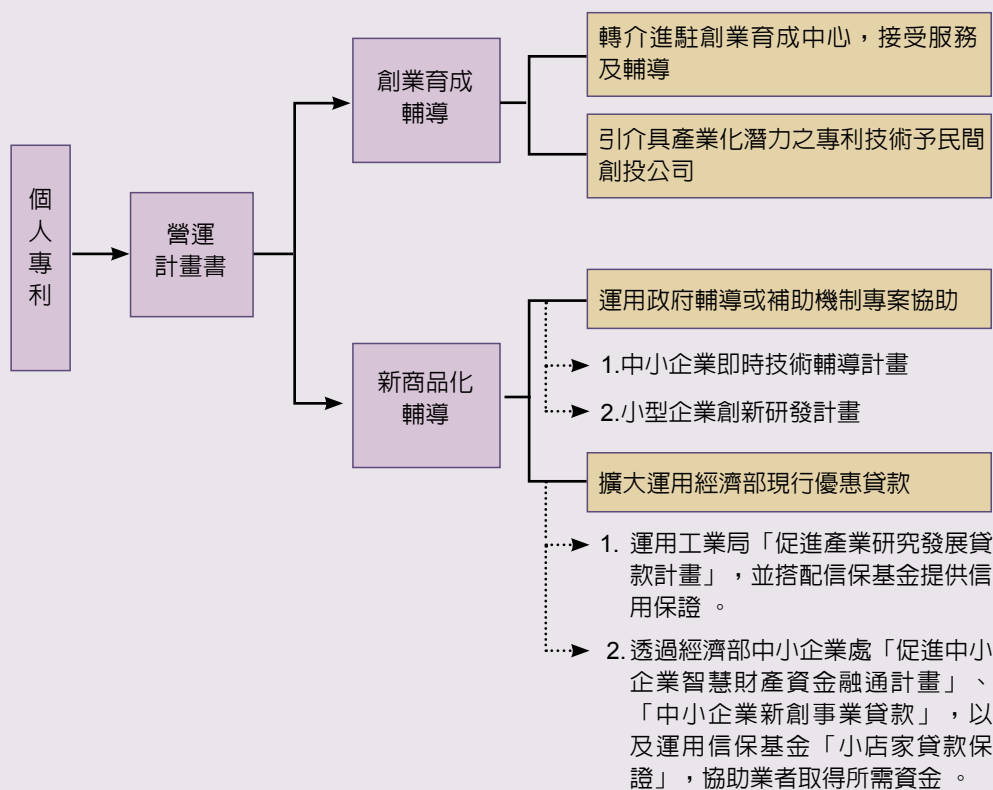 個
人
專
利
營運
計畫書
創業育成
輔導
轉介進駐創業育成中心，接受服務
及輔導
引介具產業化潛力之專利技術予民間
創投公司
新商品化
輔導
運用政府輔導或補助機制專案協助
1.中小企業即時技術輔導計畫
2.小型企業創新研發計畫
擴大運用經濟部現行優惠貸款
1. 運用工業局「促進產業研究發展貸
款計畫」，並搭配信保基金提供信
用保證 。
2. 透過經濟部中小企業處「促進中小
企業智慧財產資金融通計畫」、
「中小企業新創事業貸款」，以
及運用信保基金「小店家貸款保
證」，協助業者取得所需資金 。